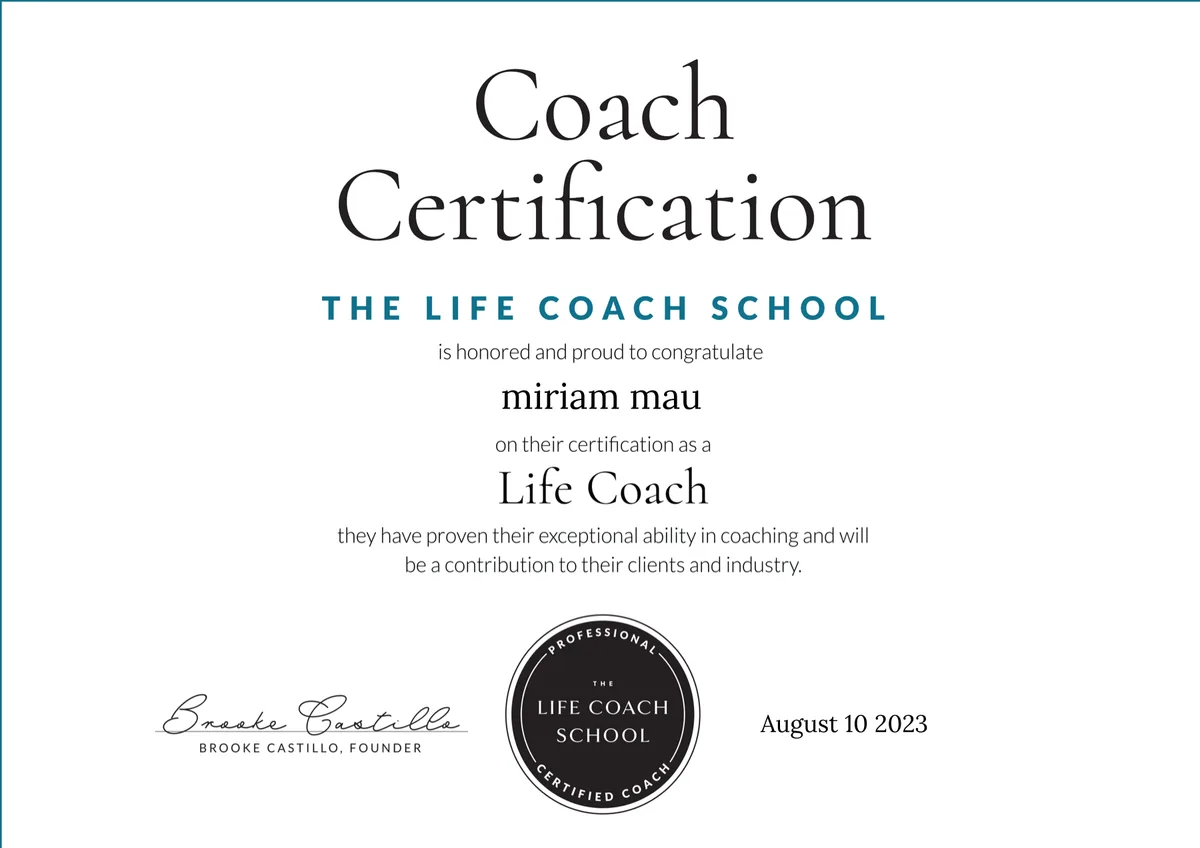 Coach
Certification
THE LIFE COACH SCHOOL
is honored and proud to congratulate
miriam mau
on their certification as a
Life Coach
they have proven their exceptional ability in coaching and will
be a contribution to their clients and industry.
Brooke Castillo
BROOKE CASTILLO, FOUNDER
PROFESSIONAL
THE
LIFE COACH
SCHOOL
CERTIFIED COACH
August 10 2023